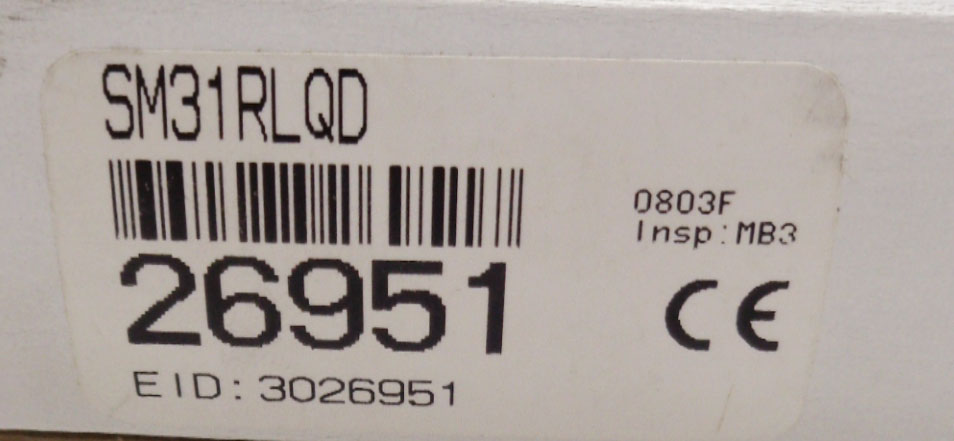 SM31RLQD
26951
EID: 3026951
0803F
Insp:MB3
CE